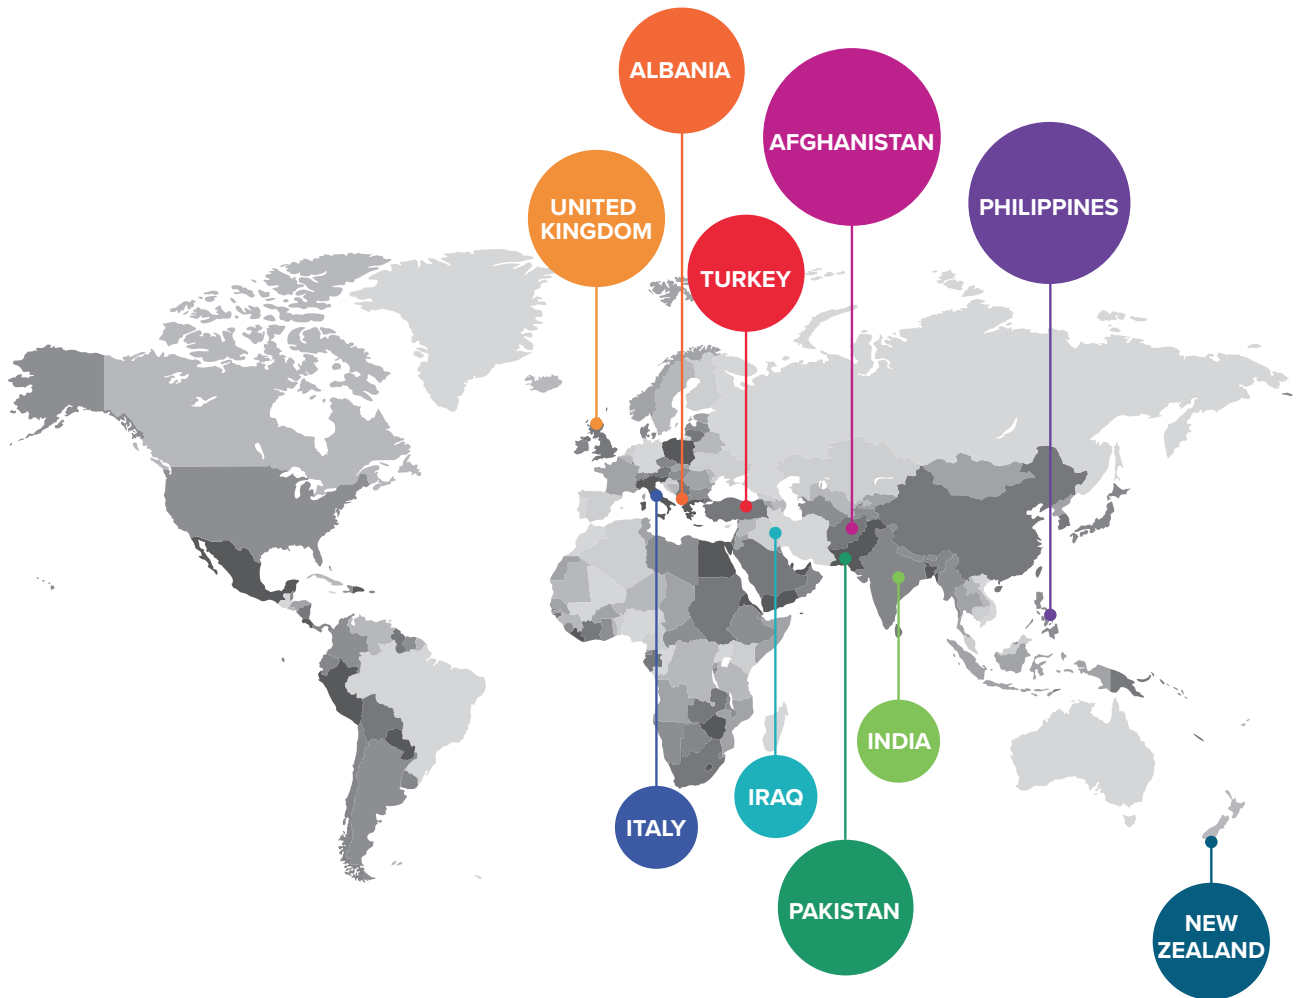 ALBANIA
AFGHANISTAN
UNITED
KINGDOM
PHILIPPINES
TURKEY
INDIA
IRAQ
ITALY
PAKISTAN
NEW
ZEALAND